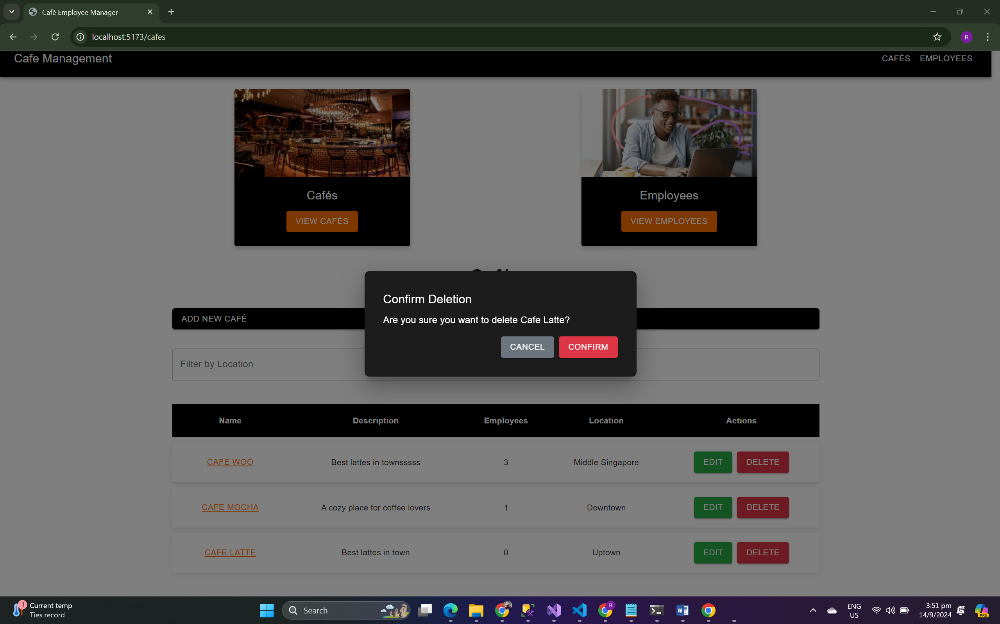 Café Employee Manager
localhost:5173/cafes
R
Cafe Management
CAFÉS EMPLOYEES
Cafés
VIEW CAFÉS
Employees
VIEW EMPLOYEES
Confirm Deletion
Are you sure you want to delete Cafe Latte?
CANCEL CONFIRM
ADD NEW CAFÉ
Filter by Location
Name Description Employees Location Actions
CAFE WOO Best lattes in townsssss 3 Middle Singapore EDIT DELETE
CAFE MOCHA A cozy place for coffee lovers 1 Downtown EDIT DELETE
CAFE LATTE Best lattes in town 0 Uptown EDIT DELETE
1
Current temp
Ties record
Search
R
ENG
US
3:51 pm
14/9/2024
PRE